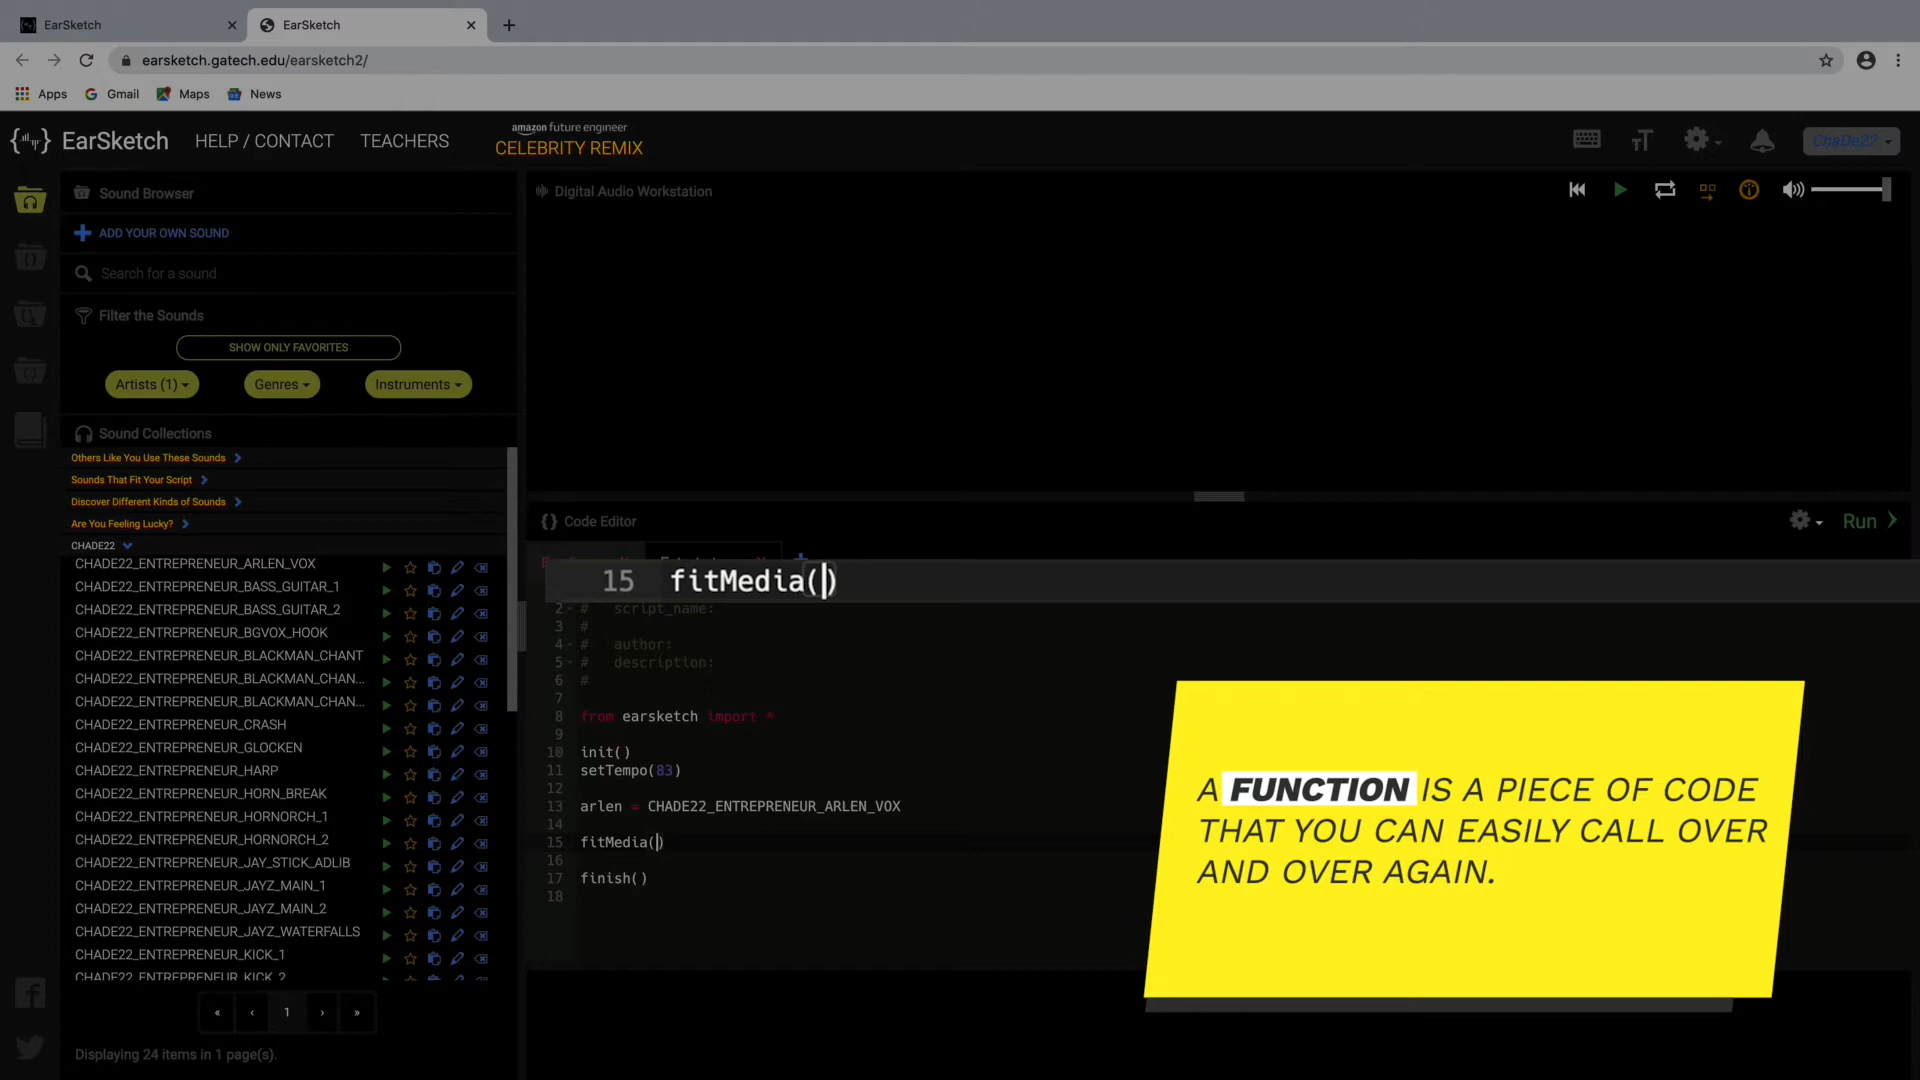 EarSketch
EarSketch
earsketch.gatech.edu/earsketch2/
Apps
Gmail
Maps
News
EarSketch
HELP / CONTACT
TEACHERS
amazon future engineer
CELEBRITY REMIX
ChaDe22
Sound Browser
ADD YOUR OWN SOUND
Search for a sound
Filter the Sounds
SHOW ONLY FAVORITES
Artists (1)
Genres
Instruments
Sound Collections
Others Like You Use These Sounds
Sounds That Fit Your Script
Discover Different Kinds of Sounds
Are You Feeling Lucky?
CHADE22
CHADE22_ENTREPRENEUR_ARLEN_VOX
CHADE22_ENTREPRENEUR_BASS_GUITAR_1
CHADE22_ENTREPRENEUR_BASS_GUITAR_2
CHADE22_ENTREPRENEUR_BGVOX_HOOK
CHADE22_ENTREPRENEUR_BLACKMAN_CHANT
CHADE22_ENTREPRENEUR_BLACKMAN_CHAN...
CHADE22_ENTREPRENEUR_BLACKMAN_CHAN...
CHADE22_ENTREPRENEUR_CRASH
CHADE22_ENTREPRENEUR_GLOCKEN
CHADE22_ENTREPRENEUR_HARP
CHADE22_ENTREPRENEUR_HORN_BREAK
CHADE22_ENTREPRENEUR_HORNORCH_1
CHADE22_ENTREPRENEUR_HORNORCH_2
CHADE22_ENTREPRENEUR_JAY_STICK_ADLIB
CHADE22_ENTREPRENEUR_JAYZ_MAIN_1
CHADE22_ENTREPRENEUR_JAYZ_MAIN_2
CHADE22_ENTREPRENEUR_JAYZ_WATERFALLS
CHADE22_ENTREPRENEUR_KICK_1
CHADE22_ENTREPRENEUR_KICK_2
« ‹ 1 › »
Displaying 24 items in 1 page(s).
Digital Audio Workstation
Code Editor
Run
15 fitMedia()
2 # script_name:
3 #
4 # author:
5 # description:
6 #
7
8 from earsketch import *
9
10 init()
11 setTempo(83)
12
13 arlen = CHADE22_ENTREPRENEUR_ARLEN_VOX
14
15 fitMedia()
16
17 finish()
18
A FUNCTION IS A PIECE OF CODE
THAT YOU CAN EASILY CALL OVER
AND OVER AGAIN.